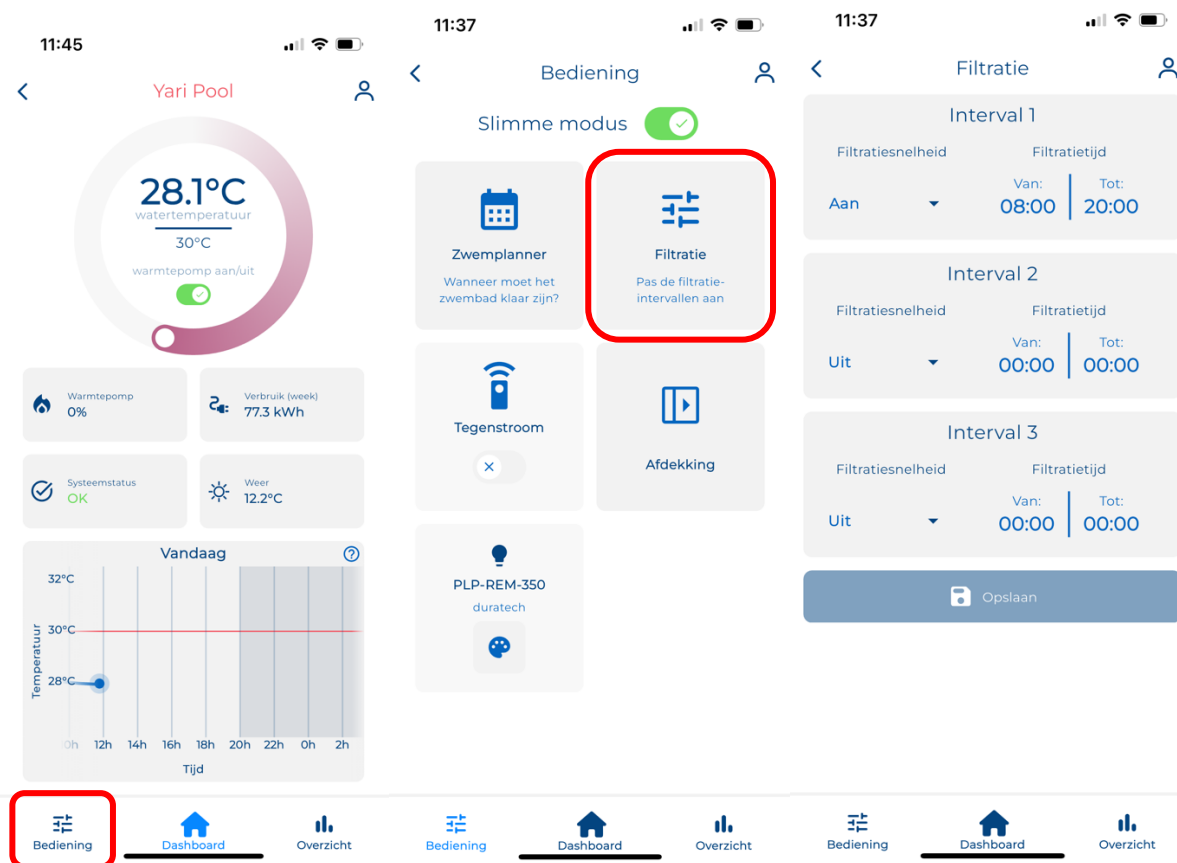 11:45
Yari Pool
28.1°C
watertemperatuur
30°C
warmtepomp aan/uit
Warmtepomp
0%
Verbruik (week)
77.3 kWh
Systeemstatus
OK
Weer
12.2°C
Vandaag
32°C
30°C
28°C
Temperatuur
0h 12h 14h 16h 18h 20h 22h 0h 2h
Tijd
Bediening Dashboard Overzicht
11:37
Bediening
Slimme modus
Zwemplanner
Wanneer moet het
zwembad klaar zijn?
Filtratie
Pas de filtratie-
intervallen aan
Tegenstroom
Afdekking
PLP-REM-350
duratech
Bediening Dashboard Overzicht
11:37
Filtratie
Interval 1
Filtratiesnelheid Filtratietijd
Van: Tot:
Aan 08:00 20:00
Interval 2
Filtratiesnelheid Filtratietijd
Van: Tot:
Uit 00:00 00:00
Interval 3
Filtratiesnelheid Filtratietijd
Van: Tot:
Uit 00:00 00:00
Opslaan
Bediening Dashboard Overzicht